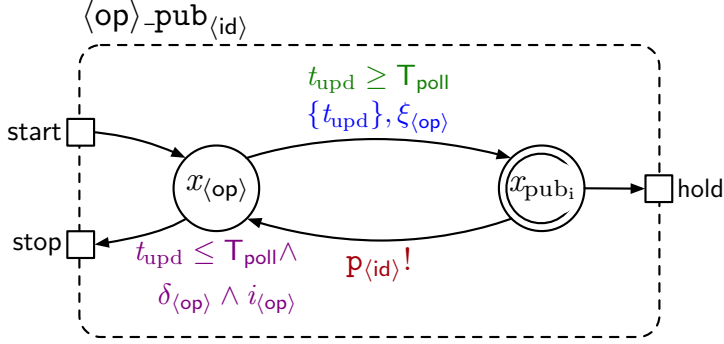 ⟨op⟩_pub⟨id⟩
t_upd ≥ T_poll
{t_upd}, ξ⟨op⟩
start
x⟨op⟩
x_pub_i
hold
stop
t_upd ≤ T_poll ∧
δ⟨op⟩ ∧ i⟨op⟩
p⟨id⟩!